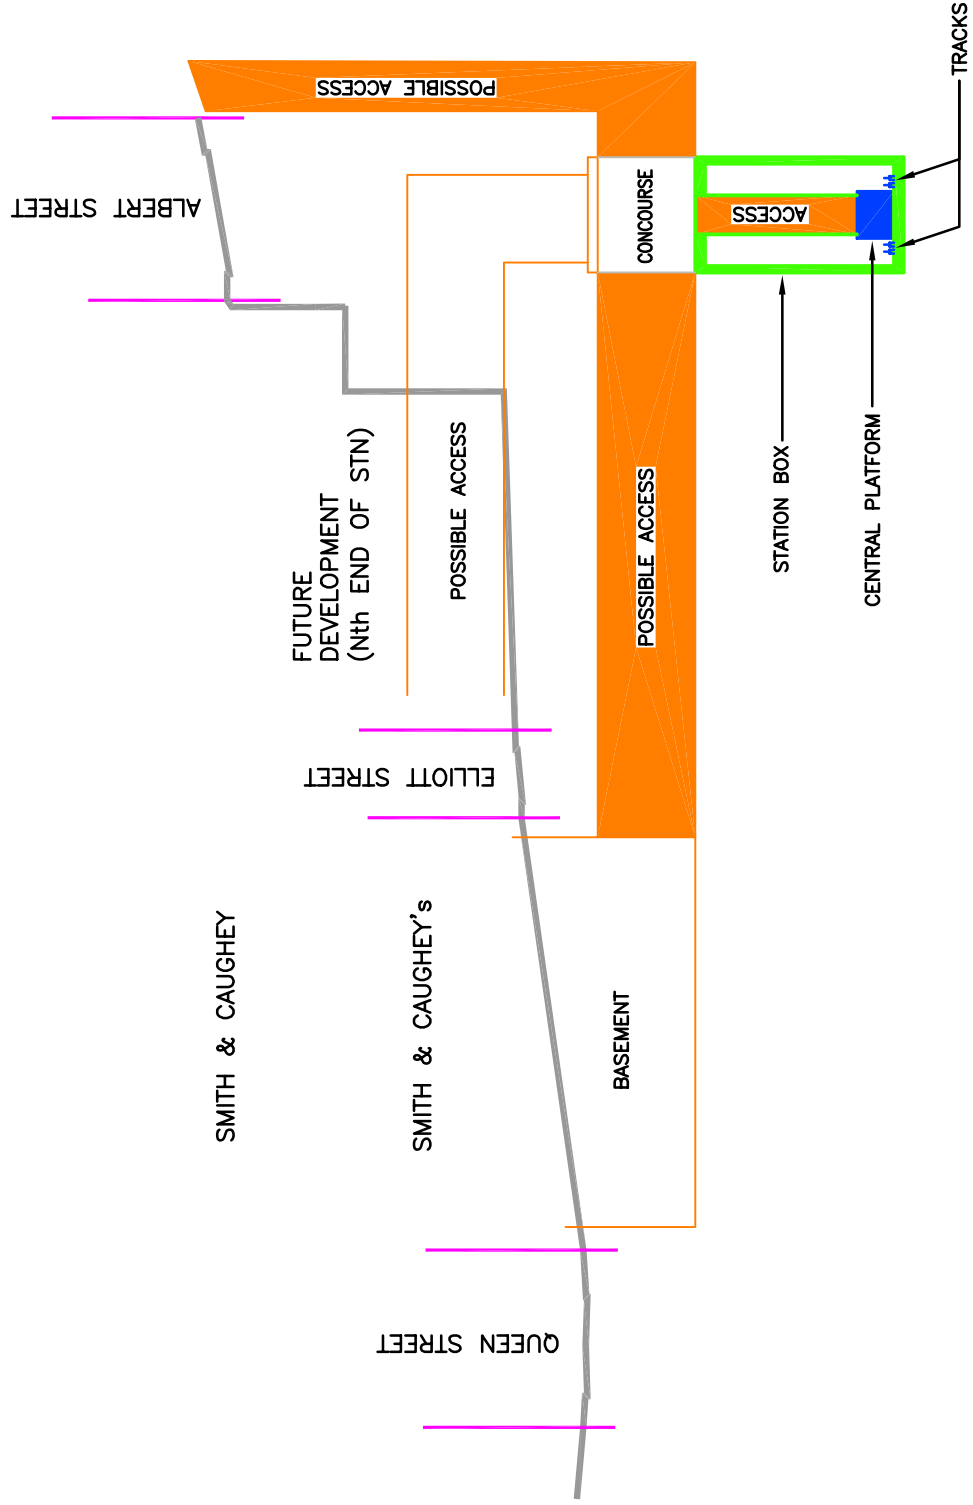 SMITH & CAUGHEY
SMITH & CAUGHEY's
FUTURE
DEVELOPMENT
(Nth END OF STN)
POSSIBLE ACCESS
QUEEN STREET
ELLIOTT STREET
ALBERT STREET
BASEMENT
POSSIBLE ACCESS
CONCOURSE
POSSIBLE ACCESS
ACCESS
STATION BOX
CENTRAL PLATFORM
TRACKS